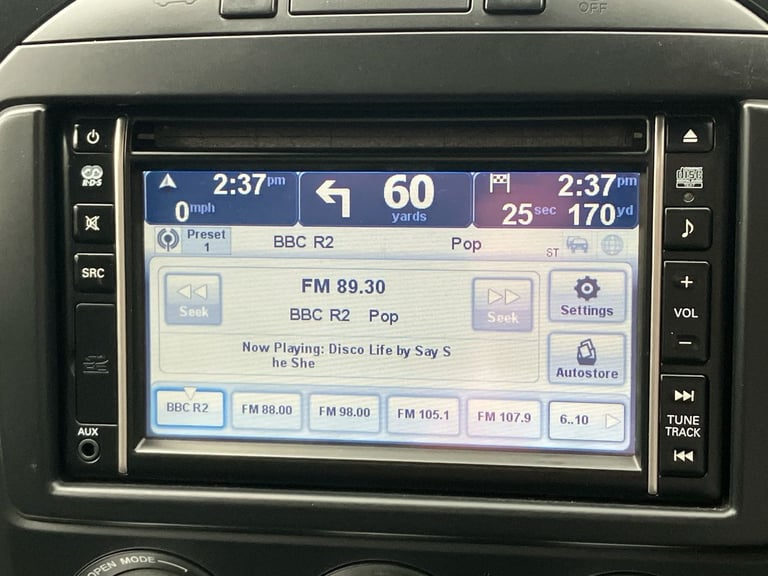 OFF
2:37pm
0mph
60
yards
2:37pm
25sec 170yd
Preset
1
BBC R2
Pop
ST
R·D·S
SRC
AUX
Seek
FM 89.30
BBC R2 Pop
Seek
Now Playing: Disco Life by Say S
he She
Settings
Autostore
BBC R2
FM 88.00
FM 98.00
FM 105.1
FM 107.9
6..10
+
VOL
−
TUNE
TRACK
OPEN MODE